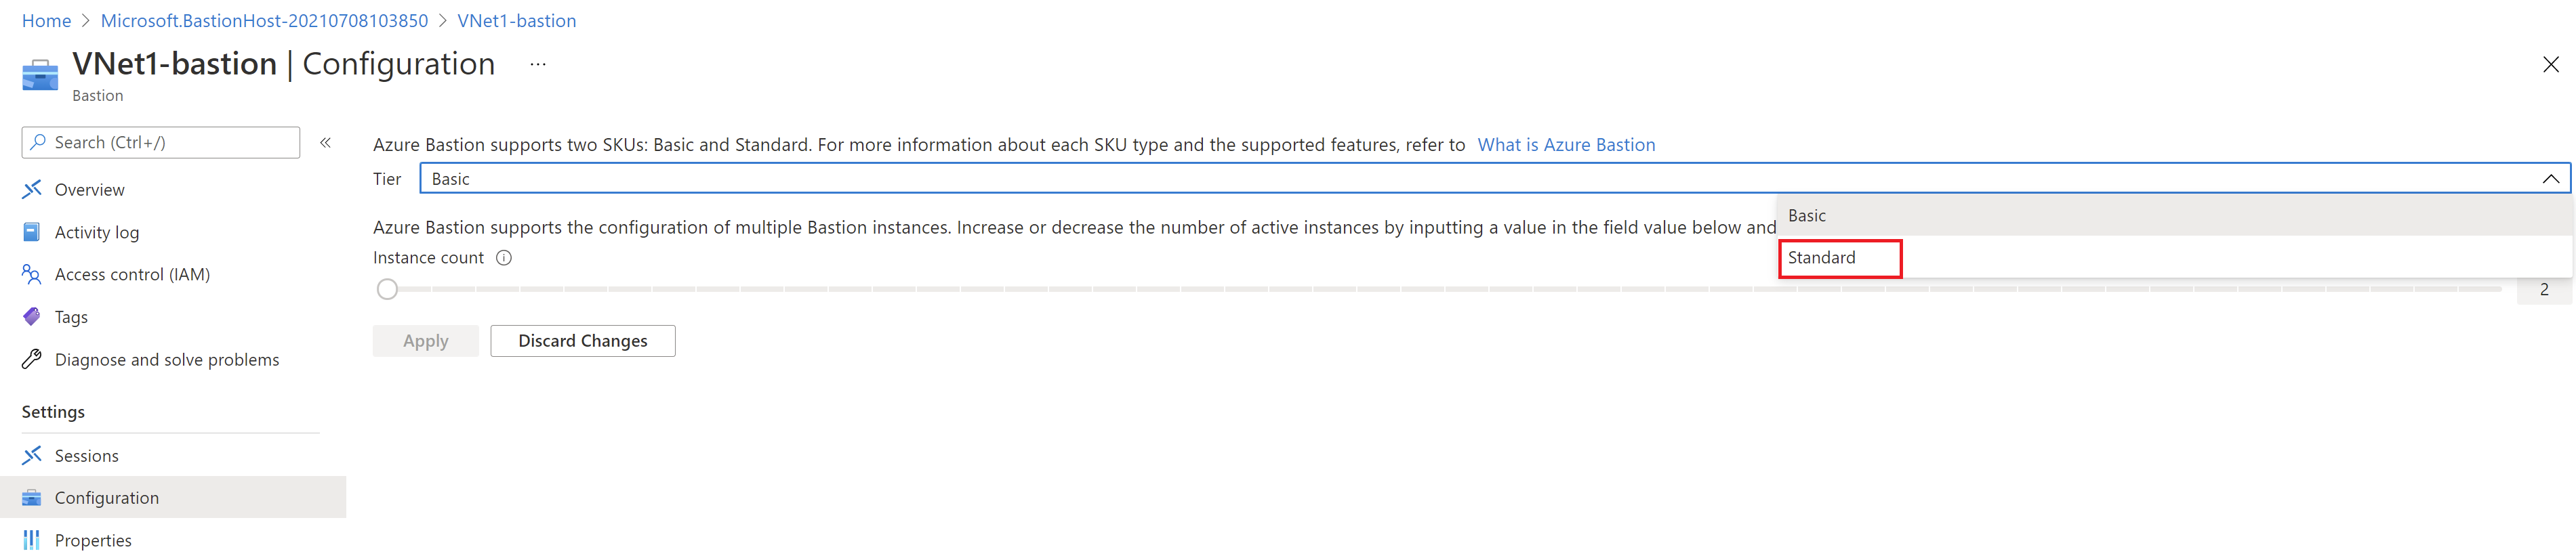 Home > Microsoft.BastionHost-20210708103850 > VNet1-bastion
VNet1-bastion | Configuration ...
Bastion
Search (Ctrl+/)
«
Overview
Activity log
Access control (IAM)
Tags
Diagnose and solve problems
Settings
Sessions
Configuration
Properties
Azure Bastion supports two SKUs: Basic and Standard. For more information about each SKU type and the supported features, refer to What is Azure Bastion
Tier Basic
Basic
Standard
Azure Bastion supports the configuration of multiple Bastion instances. Increase or decrease the number of active instances by inputting a value in the field value below and
Instance count
2
Apply Discard Changes